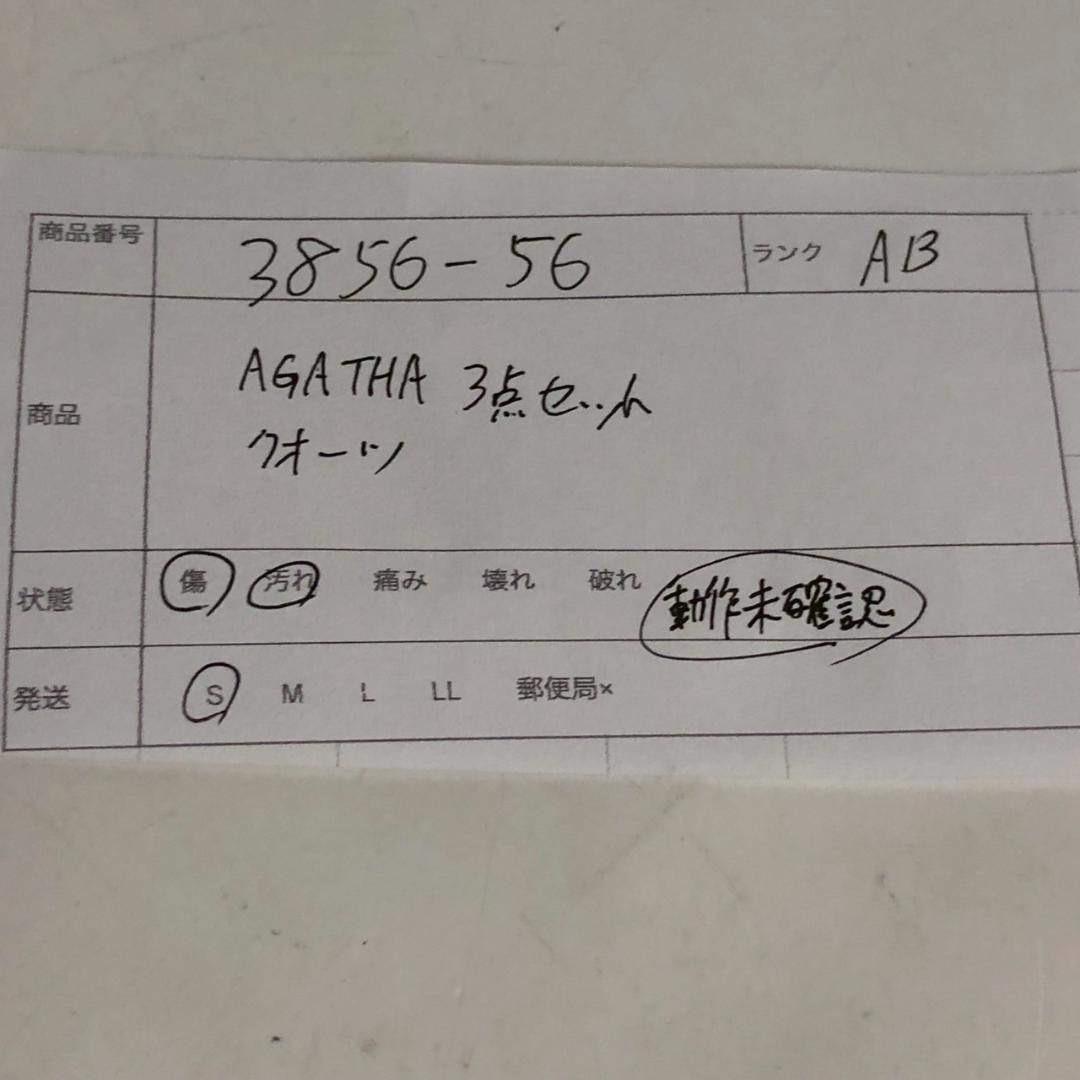 商品番号 3856-56 ランク AB
商品 AGATHA 3点セット
クオーツ
状態 傷 汚れ 痛み 壊れ 破れ 動作未確認
発送 S M L LL 郵便局×